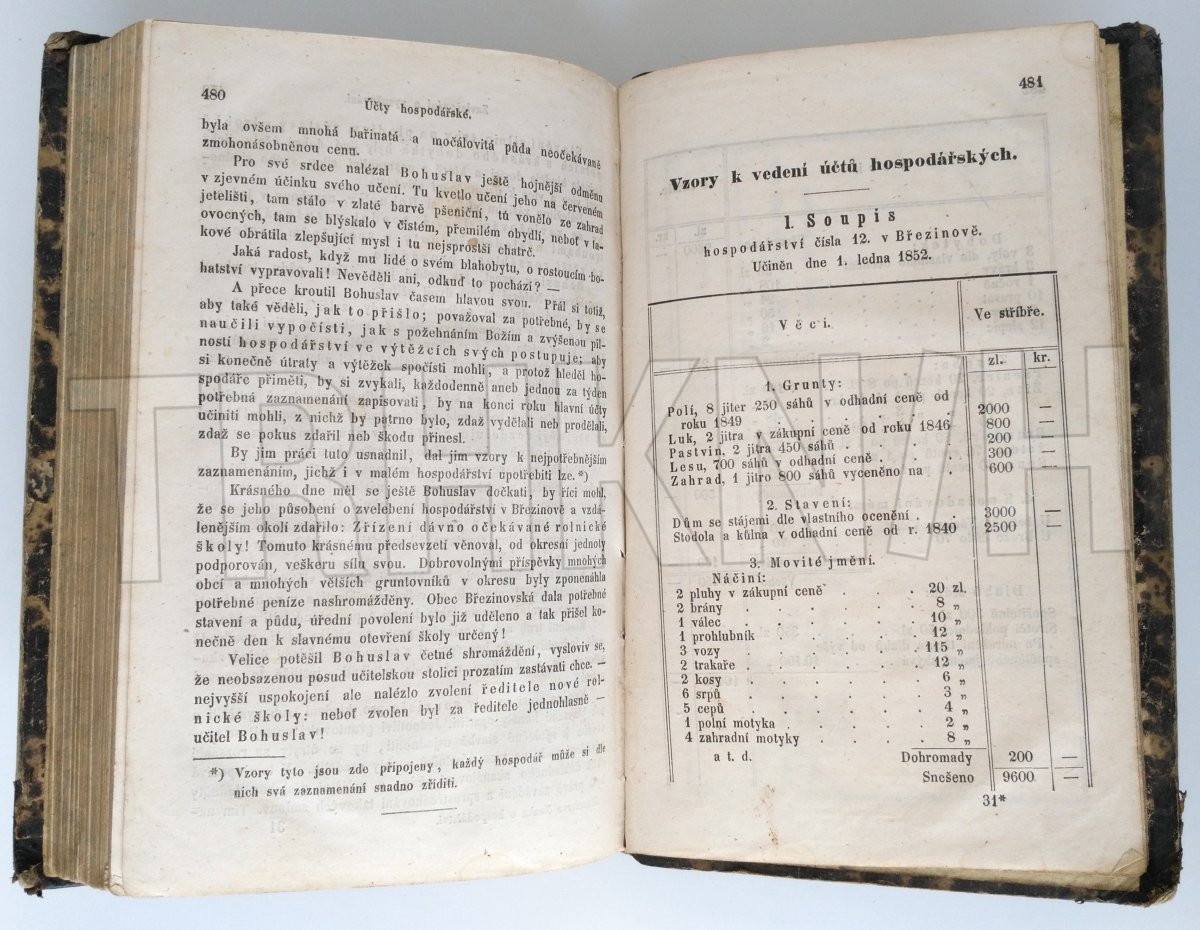 480
Účty hospodářské.
byla ovšem mnohá bařinatá a močálovitá půda neočekávaně
zmohonásobněnou cenu.
Pro své srdce nalézal Bohuslav ještě hojnější odměnu
v zjevném účinku svého učení. Tu kvetlo učení jeho na červeném
jetelišti, tam stálo v zlaté barvě pšeniční, tú vonělo ze zahrad
ovocných, tam se blýskalo v čistém, přemilém obydlí, neboť v ta-
kové obrátila zlepšující mysl i tu nejsprostší chatrč.
Jaká radost, když mu lidé o svém blahobytu, o rostoucím bo-
hatství vypravovali! Nevěděli ani, odkuď to pochází? —
A přece kroutil Bohuslav časem hlavou svou. Přál si totiž,
aby také věděli, jak to přišlo; považoval za potřebné, by se
naučili vypočísti, jak s požehnáním Božím a zvýšenou pil-
ností hospodářství ve výtěžcích svých postupuje; aby
si konečně útraty a výtěžek spočísti mohli, a protož hleděl ho-
spodáře přiměti, by si zvykali, každodenně aneb jednou za týden
potřebná zaznamenání zapisovati, by na konci roku hlavní účty
učiniti mohli, z nichž by patrno bylo, zdaž vydělali neb prodělali,
zdaž se pokus zdařil neb škodu přinesl.
By jim práci tuto usnadnil, dal jim vzory k nejpotřebnějším
zaznamenáním, jichž i v malém hospodářství upotřebiti lze.*)
Krásného dne měl se ještě Bohuslav dočkati, by říci mohl,
že se jeho působení o zvelebení hospodářství v Březinově a vzdá-
lenějším okolí zdařilo: Zřízení dávno očekávané rolnické
školy! Tomuto krásnému předsevzetí věnoval, od okresní jednoty
podporován, veškeru sílu svou. Dobrovolnými příspěvky mnohých
obcí a mnohých větších gruntovníků v okresu byly zponenáhla
potřebné peníze nashromážděny. Obec Březinovská dala potřebné
stavení a půdu, úřední povolení bylo již uděleno a tak přišel ko-
nečně den k slavnému otevření školy určený!
Velice potěšil Bohuslav četné shromáždění, vysloviv se,
že neobsazenou posud učitelskou stolici prozatím zastávati chce. —
nejvyšší uspokojení ale nalézlo zvolení ředitele nové rol-
nické školy: neboť zvolen byl za ředitele jednohlasně —
učitel Bohuslav!
*) Vzory tyto jsou zde připojeny, každý hospodář může si dle
nich svá zaznamenání snadno zříditi.
481
Vzory k vedení účtů hospodářských.
I. Soupis
hospodářství čísla 12. v Březinově.
Učiněn dne 1. ledna 1852.
Věci. Ve stříbře.
zl. kr.
1. Grunty:
Polí, 8 jiter 250 sáhů v odhadní ceně od
roku 1849 . . . . . . 2000 —
Luk, 2 jitra v zákupní ceně od roku 1846 800 —
Pastvin, 2 jitra 450 sáhů . . . . 200 —
Lesu, 700 sáhů v odhadní ceně . . . 300 —
Zahrad, 1 jitro 800 sáhů vyceněno na . . 600 —
2. Stavení:
Dům se stájemi dle vlastního ocenění . . 3000 —
Stodola a kůlna v odhadní ceně od r. 1840 2500 —
3. Movité jmění.
Náčiní:
2 pluhy v zákupní ceně . . . 20 zl.
2 brány . . . . . 8 „
1 válec . . . . . 10 „
1 prohlubník . . . . 12 „
3 vozy . . . . . 115 „
2 trakaře . . . . . 12 „
2 kosy . . . . . 6 „
6 srpů . . . . . 3 „
5 cepů . . . . . 4 „
1 polní motyka . . . . 2 „
4 zahradní motyky . . . . 8 „
a t. d. Dohromady 200 —
Snešeno 9600 —
31*
TRHKNIH